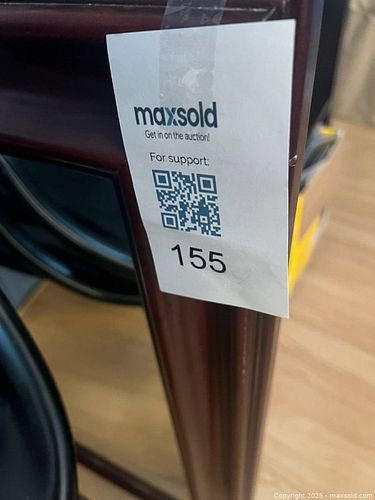 maxsold
Get in on the auction!
For support:
155
Copyright 2025 - maxsold.com